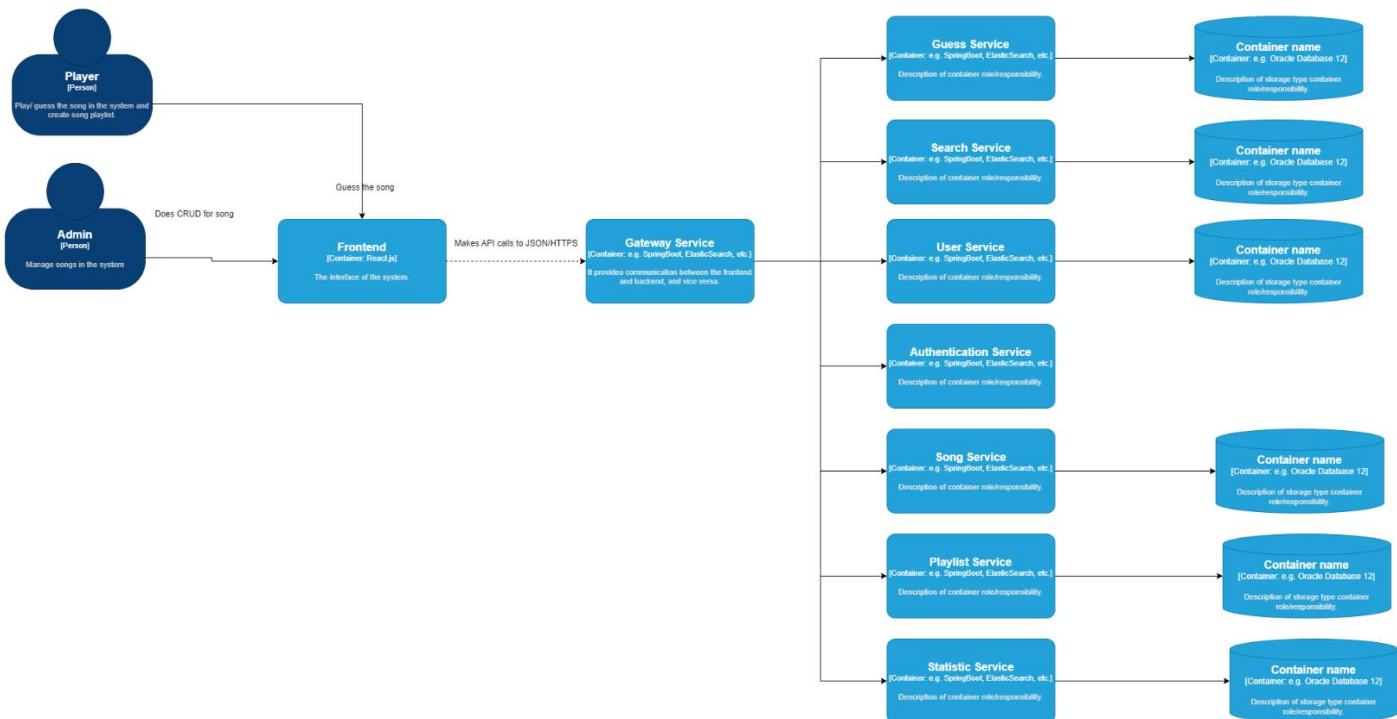 Player
[Person]
Play/ guess the song in the system and
create song playlist.
Admin
[Person]
Manage songs in the system
Does CRUD for song
Guess the song
Frontend
[Container: React.js]
The interface of the system.
Makes API calls to JSON/HTTPS
Gateway Service
[Container: e.g. SpringBoot, ElasticSearch, etc.]
It provides communication between the frontend
and backend, and vice versa
Guess Service
[Container: e.g. SpringBoot, ElasticSearch, etc.]
Description of container role/responsibility.
Container name
[Container: e.g. Oracle Database 12]
Description of storage type container
role/responsibility.
Search Service
[Container: e.g. SpringBoot, ElasticSearch, etc.]
Description of container role/responsibility.
Container name
[Container: e.g. Oracle Database 12]
Description of storage type container
role/responsibility.
User Service
[Container: e.g. SpringBoot, ElasticSearch, etc.]
Description of container role/responsibility.
Container name
[Container: e.g. Oracle Database 12]
Description of storage type container
role/responsibility.
Authentication Service
[Container: e.g. SpringBoot, ElasticSearch, etc.]
Description of container role/responsibility.
Song Service
[Container: e.g. SpringBoot, ElasticSearch, etc.]
Description of container role/responsibility.
Container name
[Container: e.g. Oracle Database 12]
Description of storage type container
role/responsibility.
Playlist Service
[Container: e.g. SpringBoot, ElasticSearch, etc.]
Description of container role/responsibility.
Container name
[Container: e.g. Oracle Database 12]
Description of storage type container
role/responsibility.
Statistic Service
[Container: e.g. SpringBoot, ElasticSearch, etc.]
Description of container role/responsibility.
Container name
[Container: e.g. Oracle Database 12]
Description of storage type container
role/responsibility.